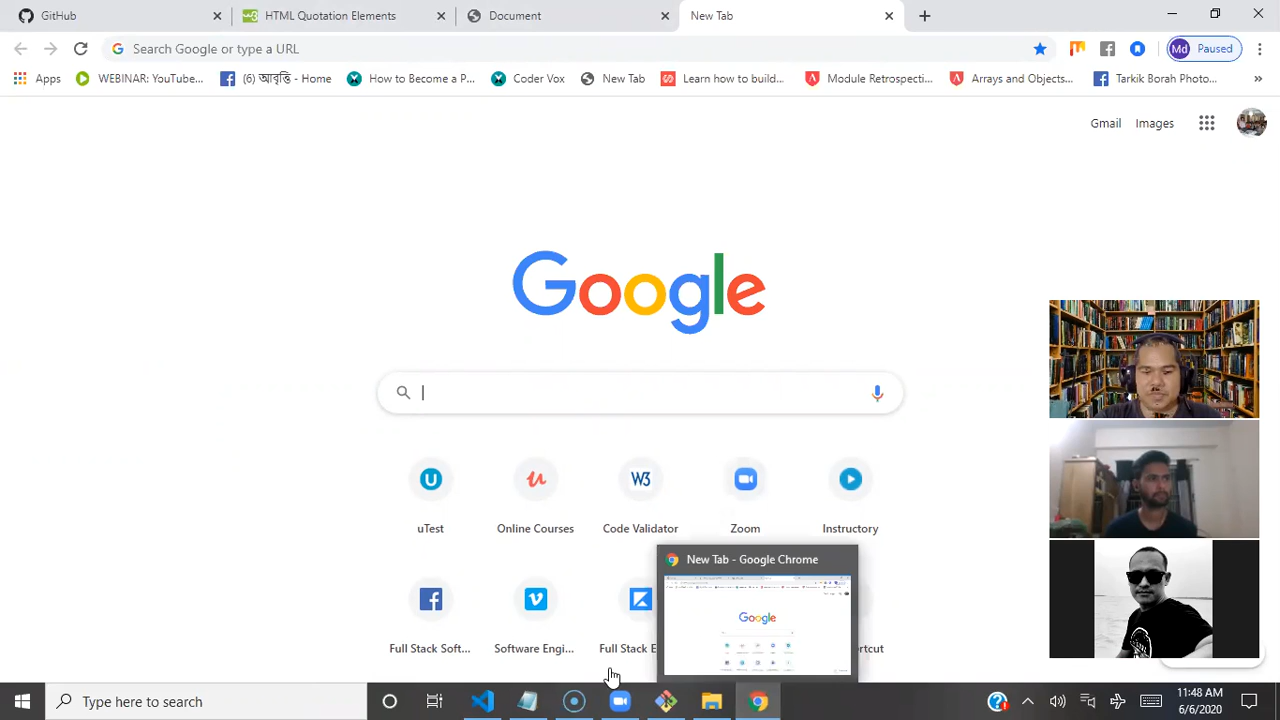 GitHub
HTML Quotation Elements
Document
New Tab
Search Google or type a URL
Md
Paused
Apps
WEBINAR: YouTube...
(6) আবৃত্তি - Home
How to Become a P...
Coder Vox
New Tab
Learn how to build...
Module Retrospecti...
Arrays and Objects...
Tarkik Borah Photo...
»
Gmail
Images
Google
U
W3
uTest
Online Courses
Code Validator
Zoom
Instructory
New Tab - Google Chrome
Google
Full Stack Soft...
Software Engi...
Full Stack E
ortcut
Type here to search
11:48 AM
6/6/2020